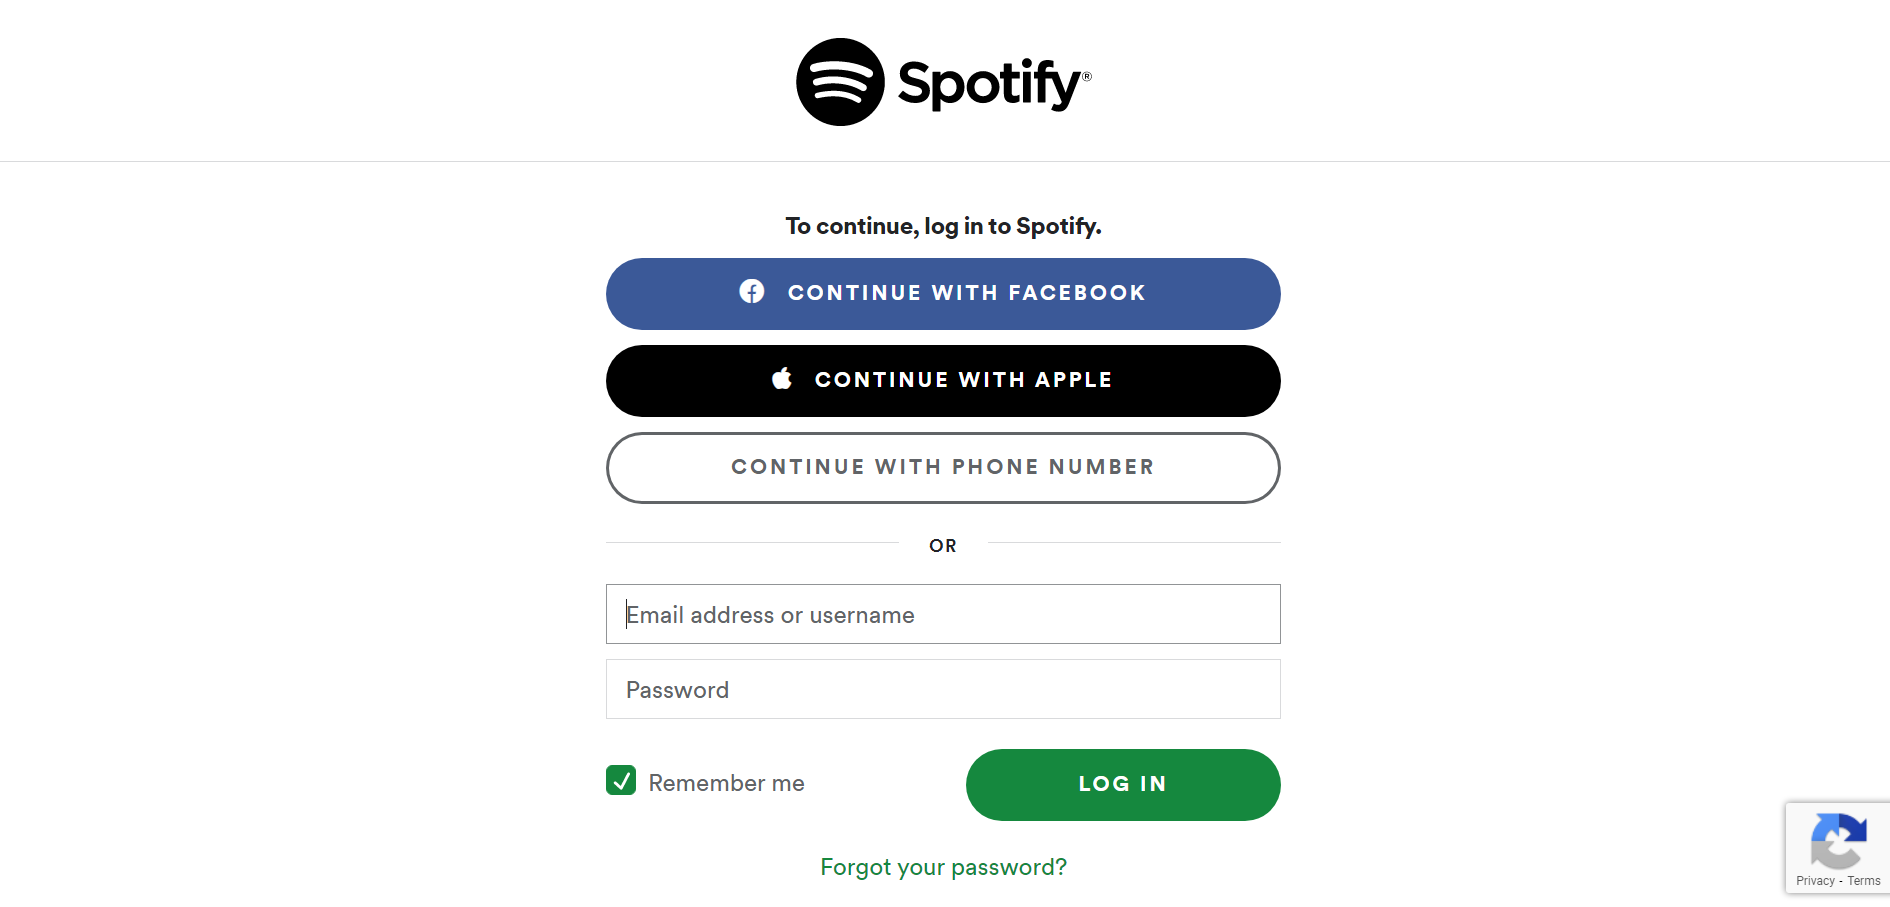 Spotify®
To continue, log in to Spotify.
CONTINUE WITH FACEBOOK
CONTINUE WITH APPLE
CONTINUE WITH PHONE NUMBER
OR
Email address or username
Password
Remember me
LOG IN
Forgot your password?
Privacy - Terms